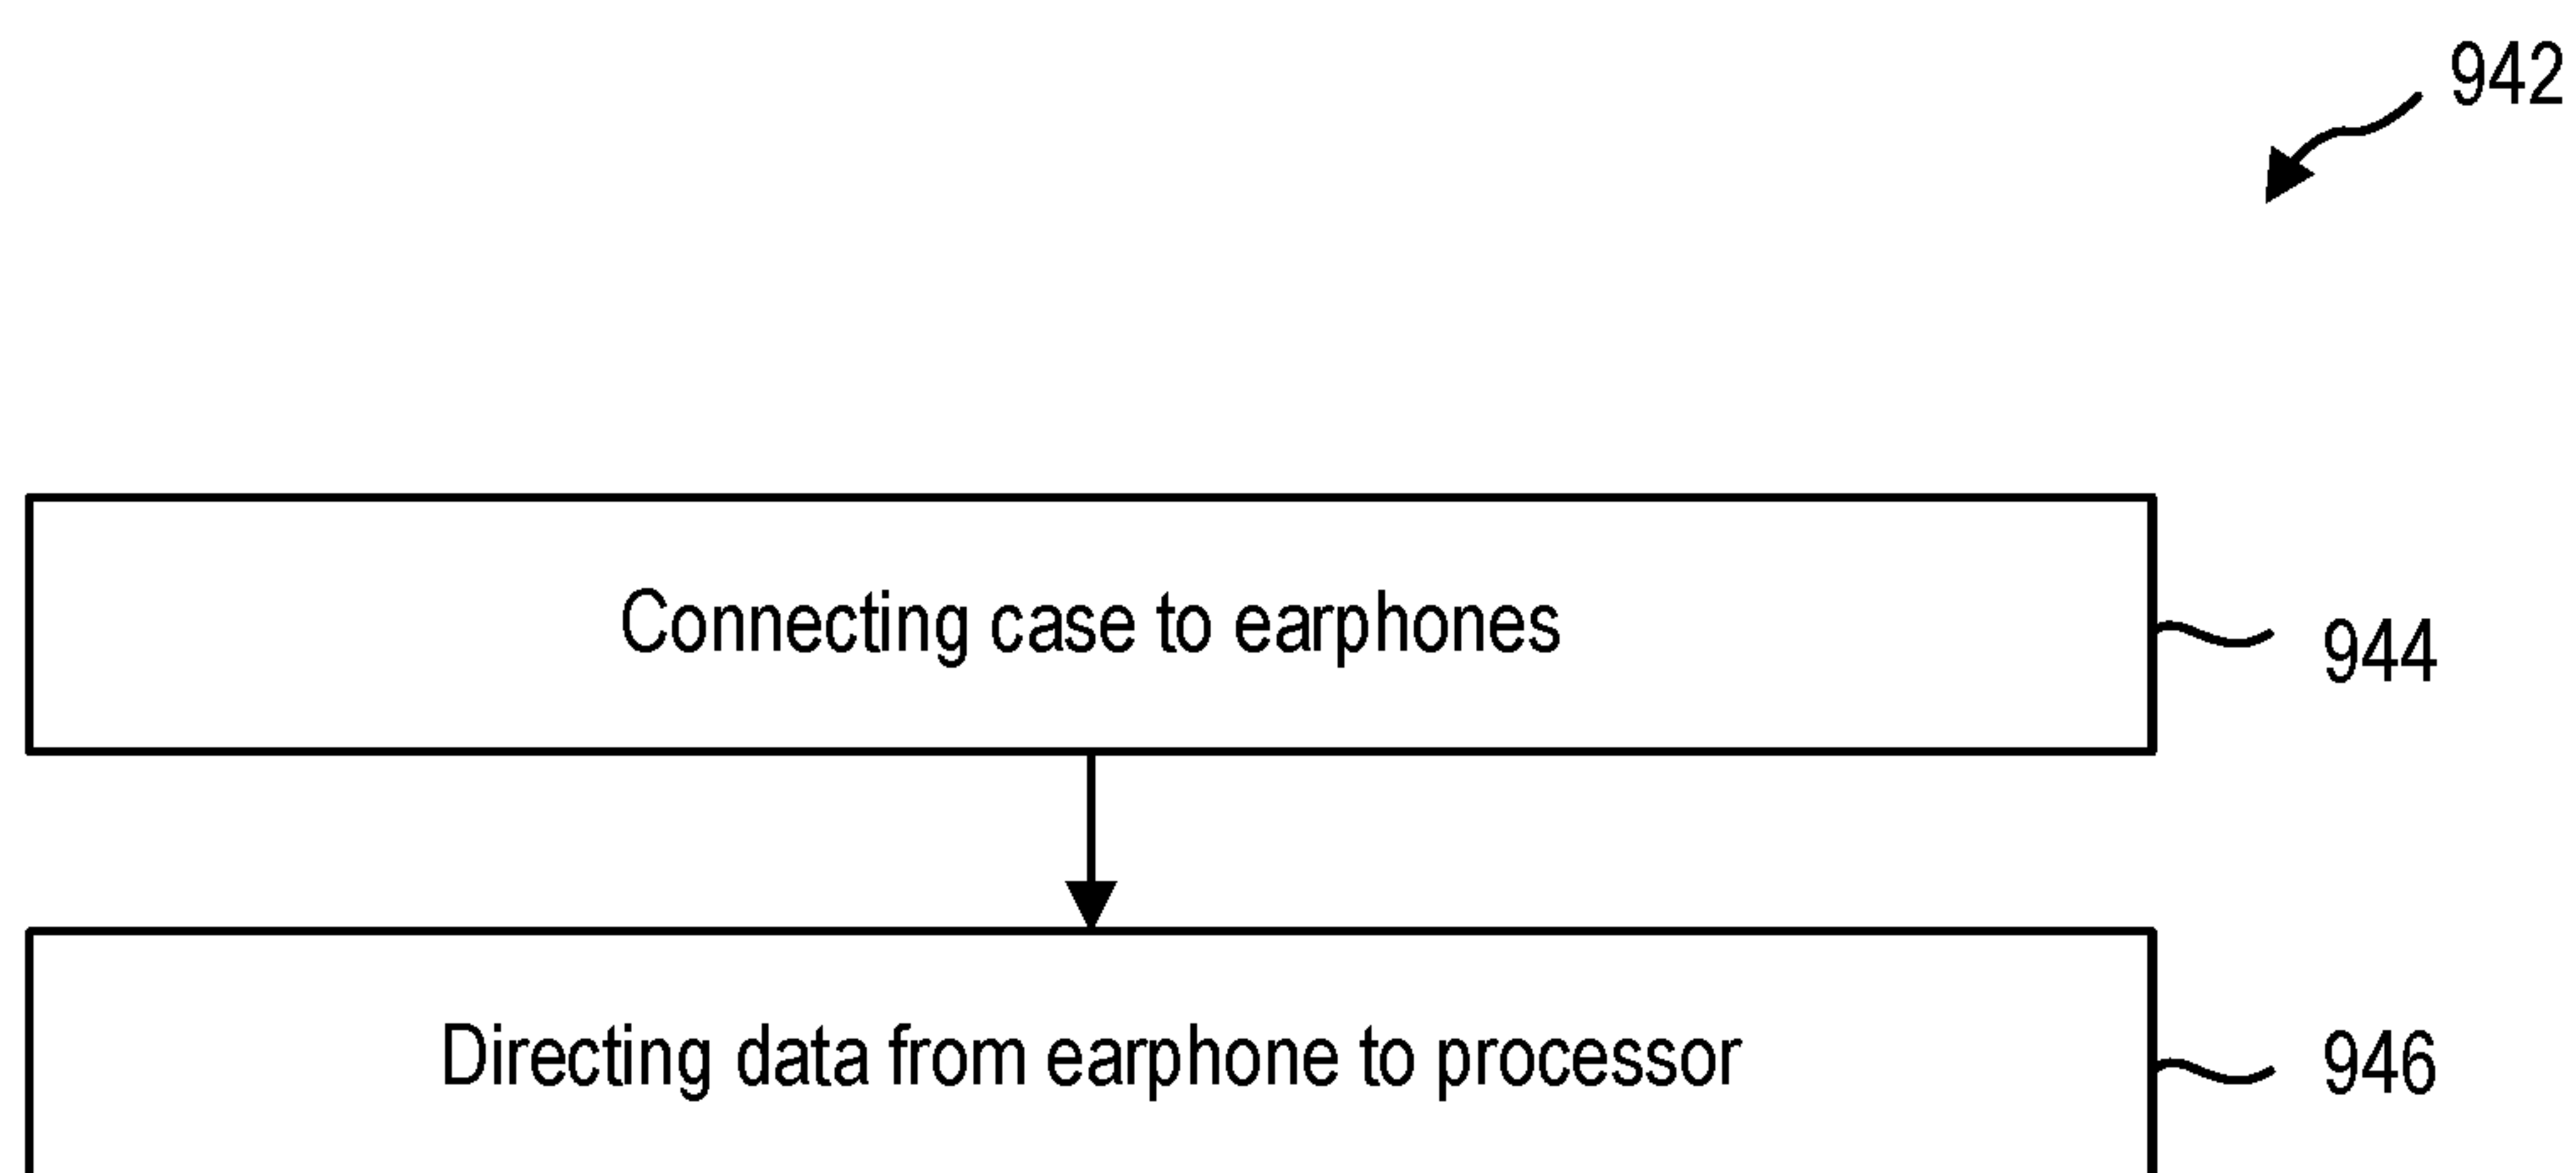 942
Connecting case to earphones
944
Directing data from earphone to processor
946